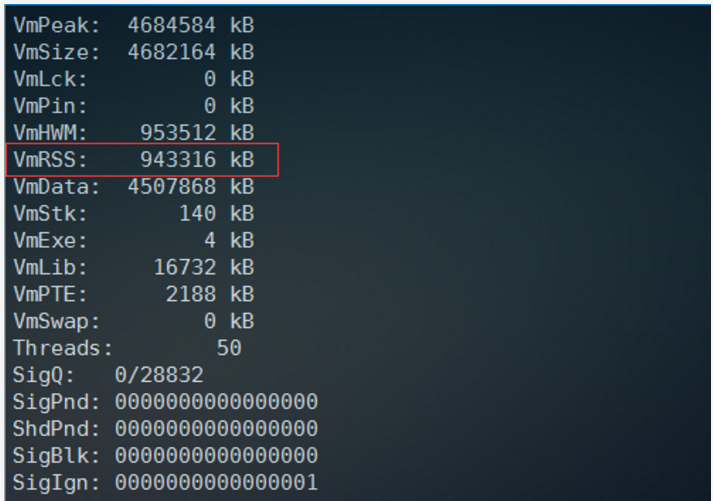 VmPeak:  4684584 kB
VmSize:  4682164 kB
VmLck:         0 kB
VmPin:         0 kB
VmHWM:    953512 kB
VmRSS:    943316 kB
VmData:  4507868 kB
VmStk:       140 kB
VmExe:         4 kB
VmLib:     16732 kB
VmPTE:      2188 kB
VmSwap:        0 kB
Threads:        50
SigQ:   0/28832
SigPnd: 0000000000000000
ShdPnd: 0000000000000000
SigBlk: 0000000000000000
SigIgn: 0000000000000001